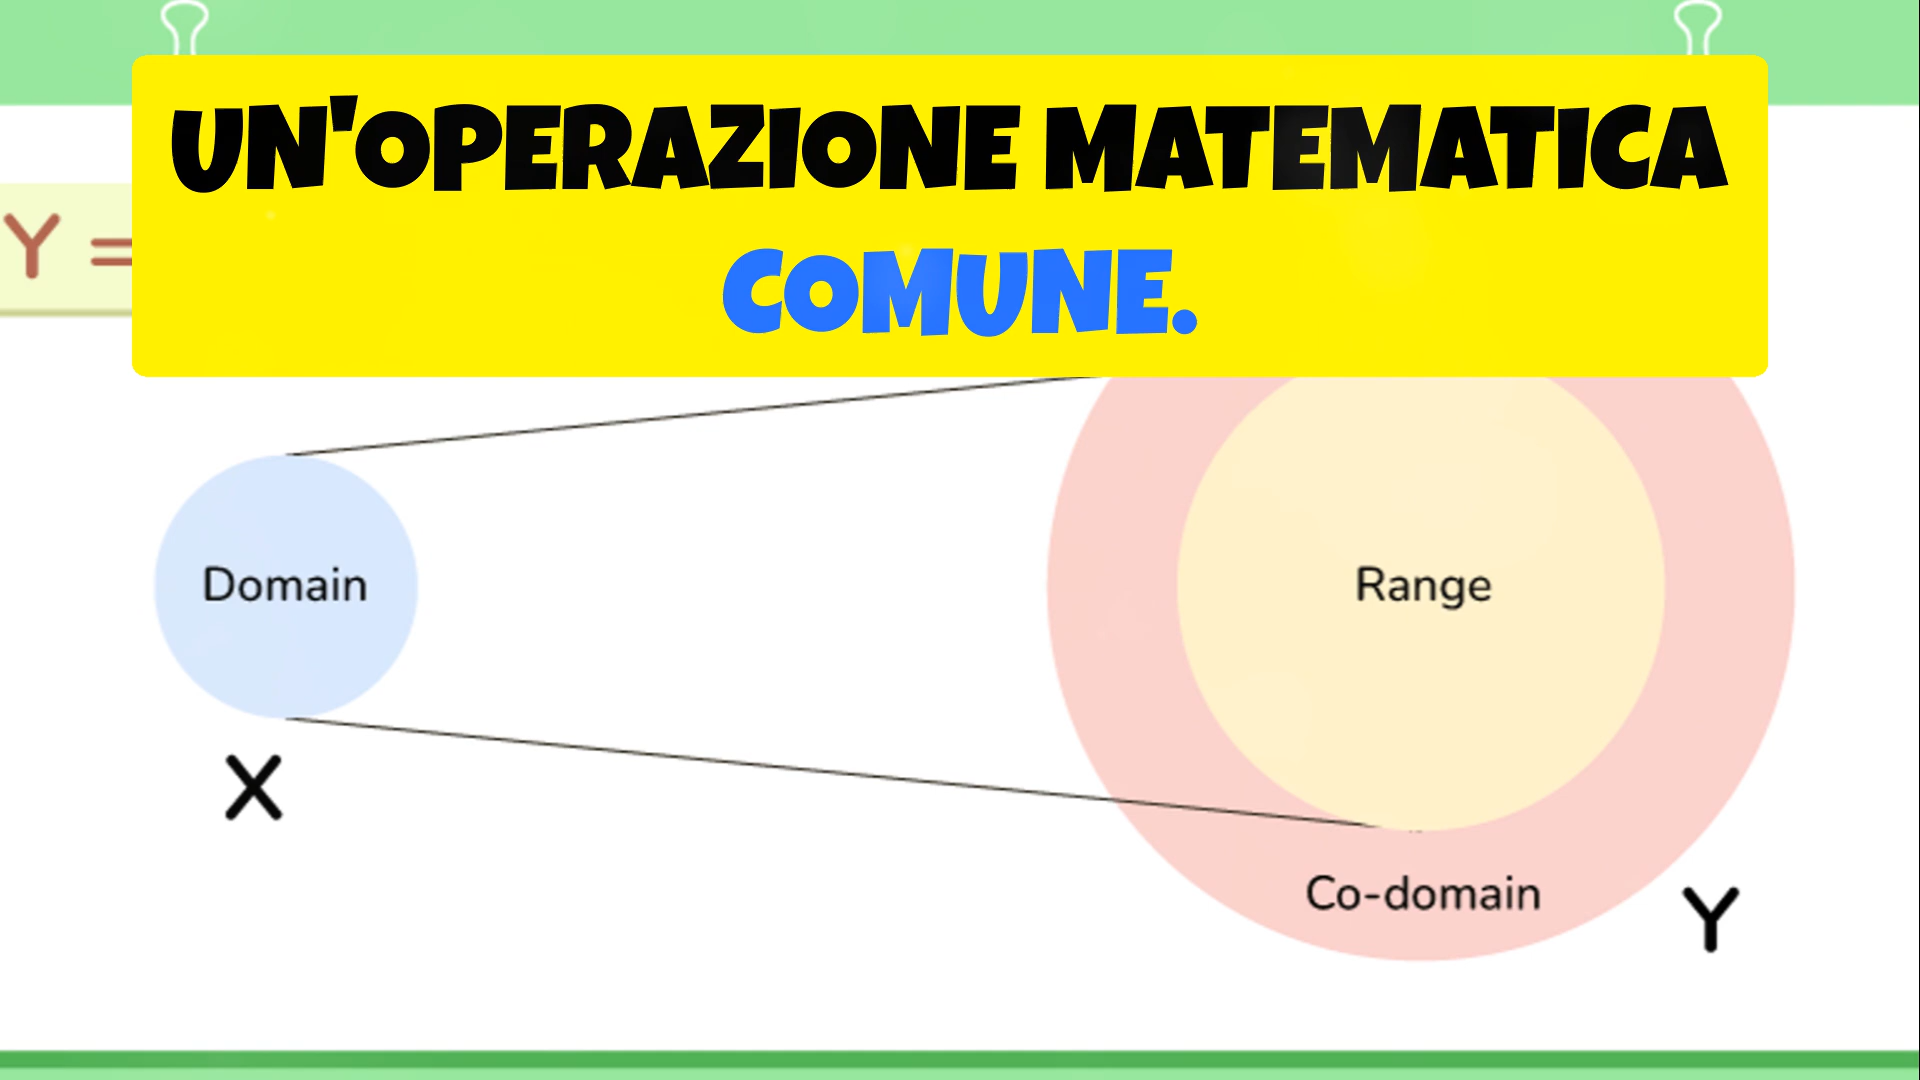 UN'OPERAZIONE MATEMATICA
COMUNE.
Y =
Domain
Range
X
Co-domain
Y